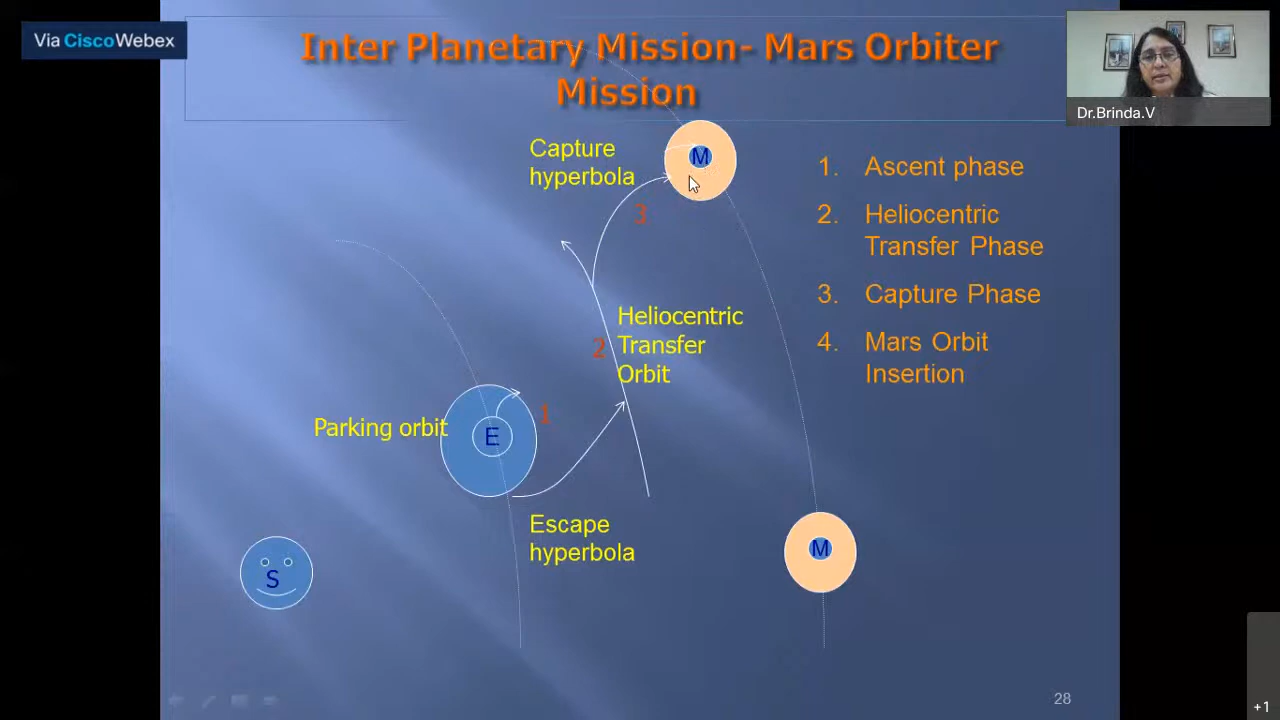 Via CiscoWebex
Inter Planetary Mission- Mars Orbiter
Mission
Dr.Brinda.V
Capture
hyperbola
M
3
1. Ascent phase
2. Heliocentric
Transfer Phase
3. Capture Phase
4. Mars Orbit
Insertion
Heliocentric
2 Transfer
Orbit
Parking orbit
E
1
Escape
hyperbola
M
S
28
+1